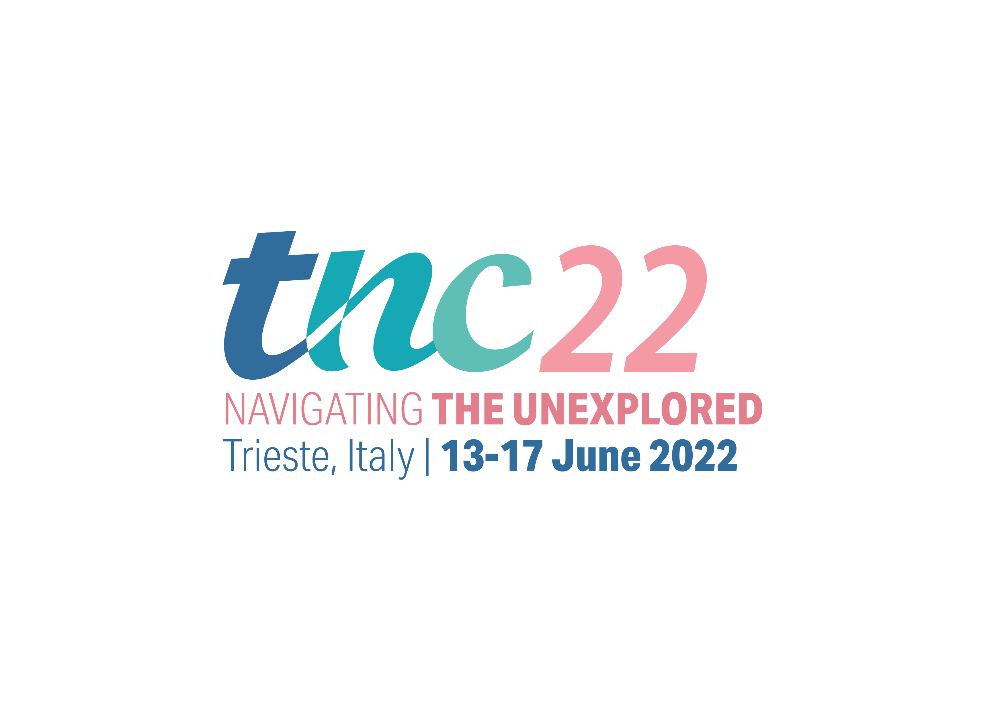 tnc22
NAVIGATING THE UNEXPLORED
Trieste, Italy | 13-17 June 2022